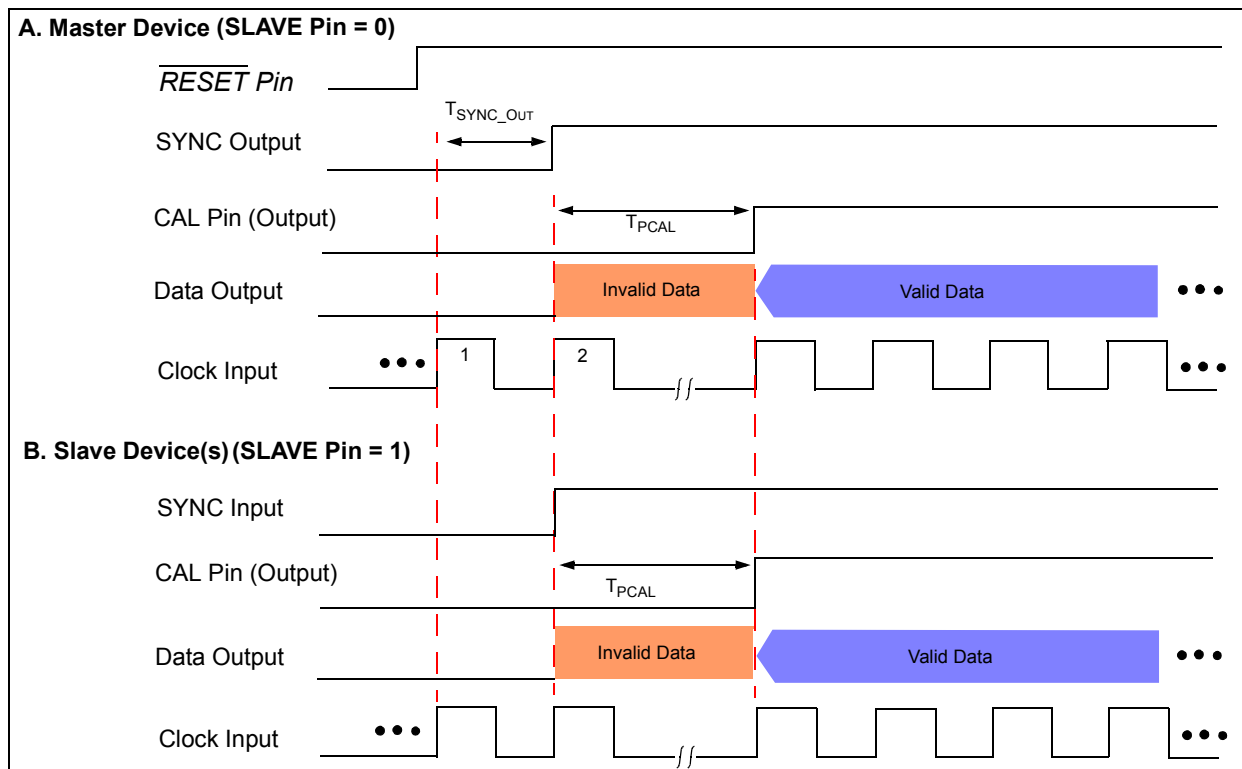 A. Master Device (SLAVE Pin = 0)
RESET Pin
TSYNC_OUT
SYNC Output
CAL Pin (Output)
TPCAL
Data Output
Invalid Data
Valid Data
Clock Input
1
2
B. Slave Device(s) (SLAVE Pin = 1)
SYNC Input
CAL Pin (Output)
TPCAL
Data Output
Invalid Data
Valid Data
Clock Input